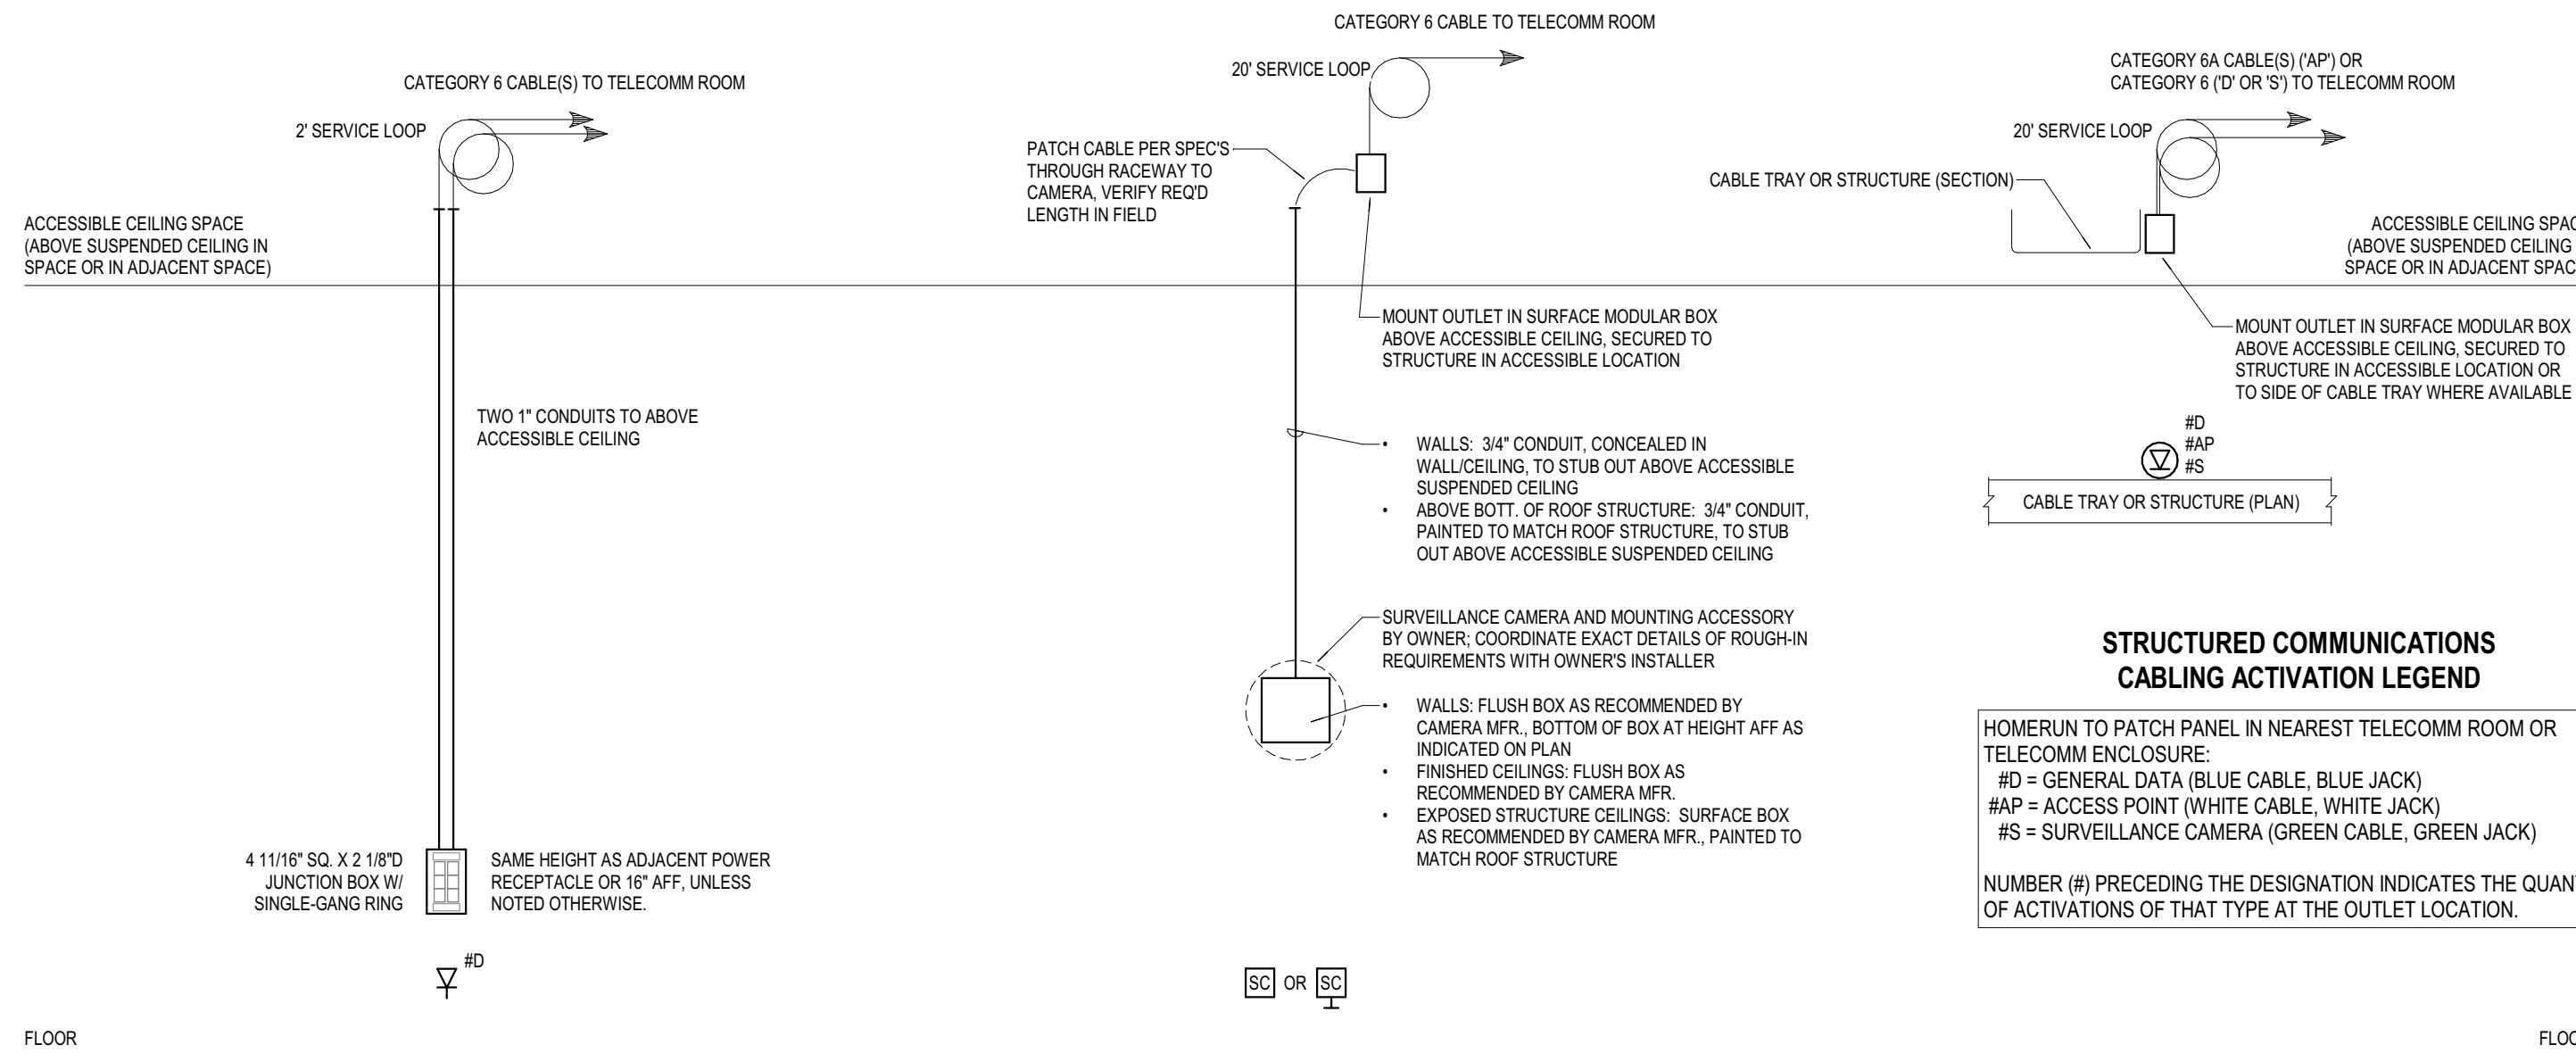 CATEGORY 6 CABLE(S) TO TELECOMM ROOM
2' SERVICE LOOP
ACCESSIBLE CEILING SPACE
(ABOVE SUSPENDED CEILING IN
SPACE OR IN ADJACENT SPACE)
TWO 1" CONDUITS TO ABOVE
ACCESSIBLE CEILING
4 11/16" SQ. X 2 1/8"D
JUNCTION BOX W/
SINGLE-GANG RING
SAME HEIGHT AS ADJACENT POWER
RECEPTACLE OR 16" AFF, UNLESS
NOTED OTHERWISE.
#D
FLOOR
CATEGORY 6 CABLE TO TELECOMM ROOM
20' SERVICE LOOP
PATCH CABLE PER SPEC'S
THROUGH RACEWAY TO
CAMERA, VERIFY REQ'D
LENGTH IN FIELD
MOUNT OUTLET IN SURFACE MODULAR BOX
ABOVE ACCESSIBLE CEILING, SECURED TO
STRUCTURE IN ACCESSIBLE LOCATION
• WALLS: 3/4" CONDUIT, CONCEALED IN
WALL/CEILING, TO STUB OUT ABOVE ACCESSIBLE
SUSPENDED CEILING
• ABOVE BOTT. OF ROOF STRUCTURE: 3/4" CONDUIT,
PAINTED TO MATCH ROOF STRUCTURE, TO STUB
OUT ABOVE ACCESSIBLE SUSPENDED CEILING
SURVEILLANCE CAMERA AND MOUNTING ACCESSORY
BY OWNER; COORDINATE EXACT DETAILS OF ROUGH-IN
REQUIREMENTS WITH OWNER'S INSTALLER
• WALLS: FLUSH BOX AS RECOMMENDED BY
CAMERA MFR., BOTTOM OF BOX AT HEIGHT AFF AS
INDICATED ON PLAN
• FINISHED CEILINGS: FLUSH BOX AS
RECOMMENDED BY CAMERA MFR.
• EXPOSED STRUCTURE CEILINGS: SURFACE BOX
AS RECOMMENDED BY CAMERA MFR., PAINTED TO
MATCH ROOF STRUCTURE
SC OR SC
CATEGORY 6A CABLE(S) ('AP') OR
CATEGORY 6 ('D' OR 'S') TO TELECOMM ROOM
20' SERVICE LOOP
CABLE TRAY OR STRUCTURE (SECTION)
ACCESSIBLE CEILING SPAC
(ABOVE SUSPENDED CEILING
SPACE OR IN ADJACENT SPAC
MOUNT OUTLET IN SURFACE MODULAR BOX
ABOVE ACCESSIBLE CEILING, SECURED TO
STRUCTURE IN ACCESSIBLE LOCATION OR
TO SIDE OF CABLE TRAY WHERE AVAILABLE
#D
#AP
#S
CABLE TRAY OR STRUCTURE (PLAN)
STRUCTURED COMMUNICATIONS
CABLING ACTIVATION LEGEND
HOMERUN TO PATCH PANEL IN NEAREST TELECOMM ROOM OR
TELECOMM ENCLOSURE:
#D = GENERAL DATA (BLUE CABLE, BLUE JACK)
#AP = ACCESS POINT (WHITE CABLE, WHITE JACK)
#S = SURVEILLANCE CAMERA (GREEN CABLE, GREEN JACK)
NUMBER (#) PRECEDING THE DESIGNATION INDICATES THE QUAN
OF ACTIVATIONS OF THAT TYPE AT THE OUTLET LOCATION.
FLOO